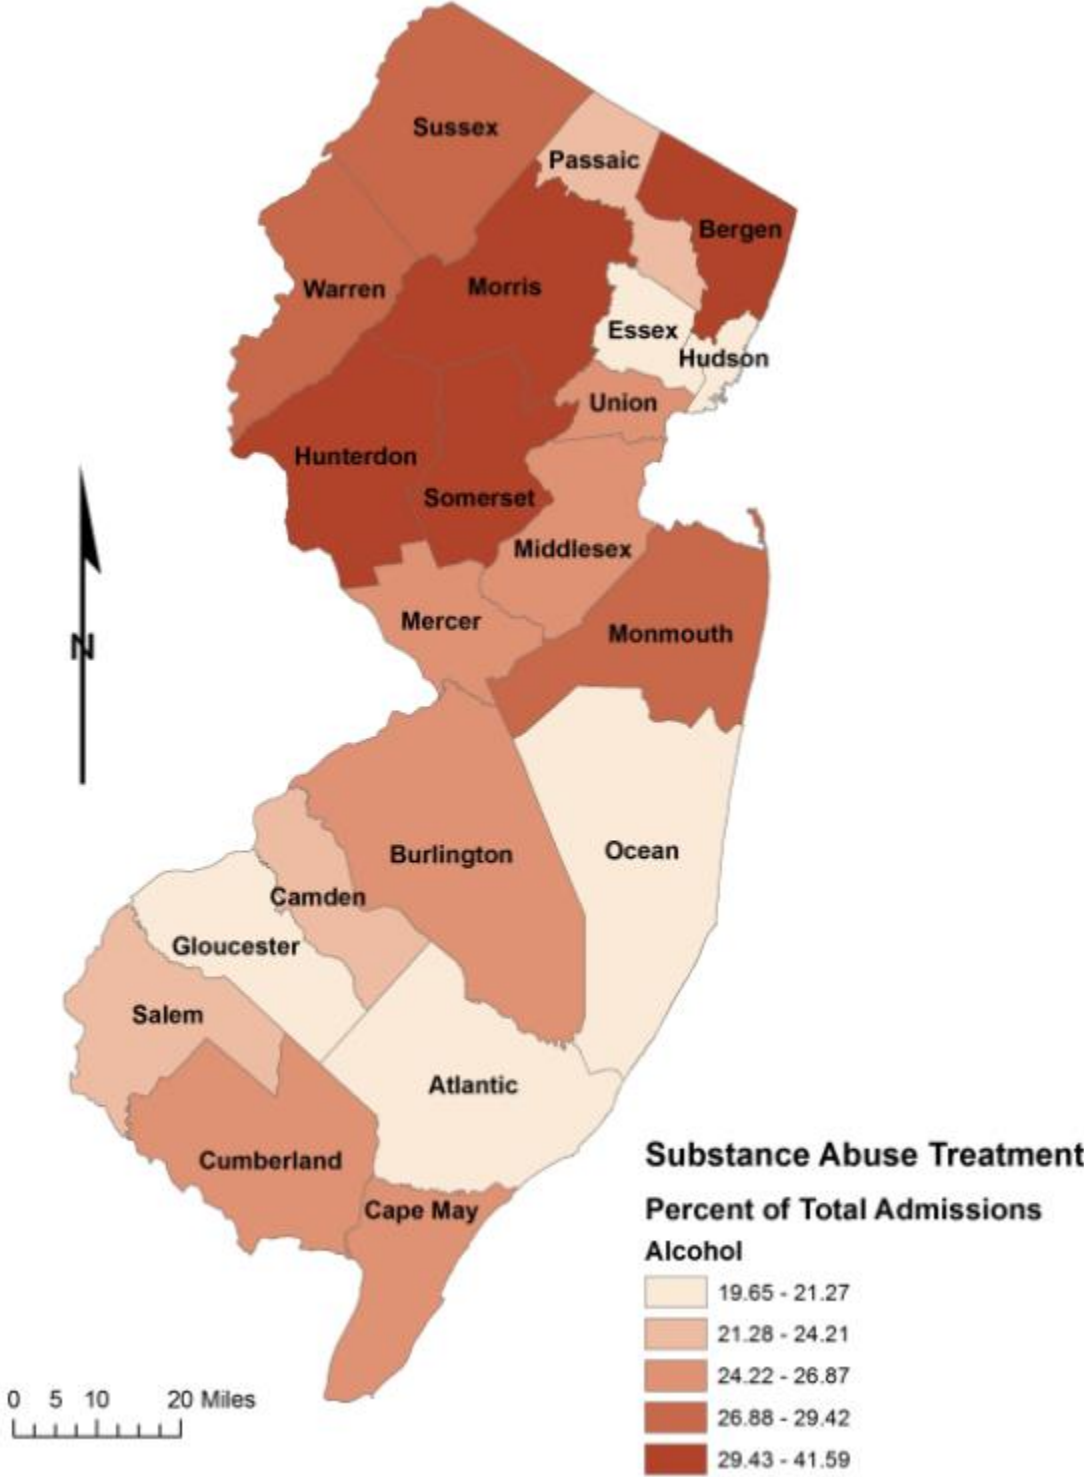 Sussex
Passaic
Bergen
Warren
Morris
Essex
Hudson
Union
Hunterdon
Somerset
Middlesex
Mercer
N
Monmouth
Ocean
Burlington
Camden
Gloucester
Salem
Atlantic
Cumberland
Cape May
Substance Abuse Treatment
Percent of Total Admissions
Alcohol
19.65 - 21.27
21.28 - 24.21
24.22 - 26.87
26.88 - 29.42
29.43 - 41.59
0 5 10 20 Miles